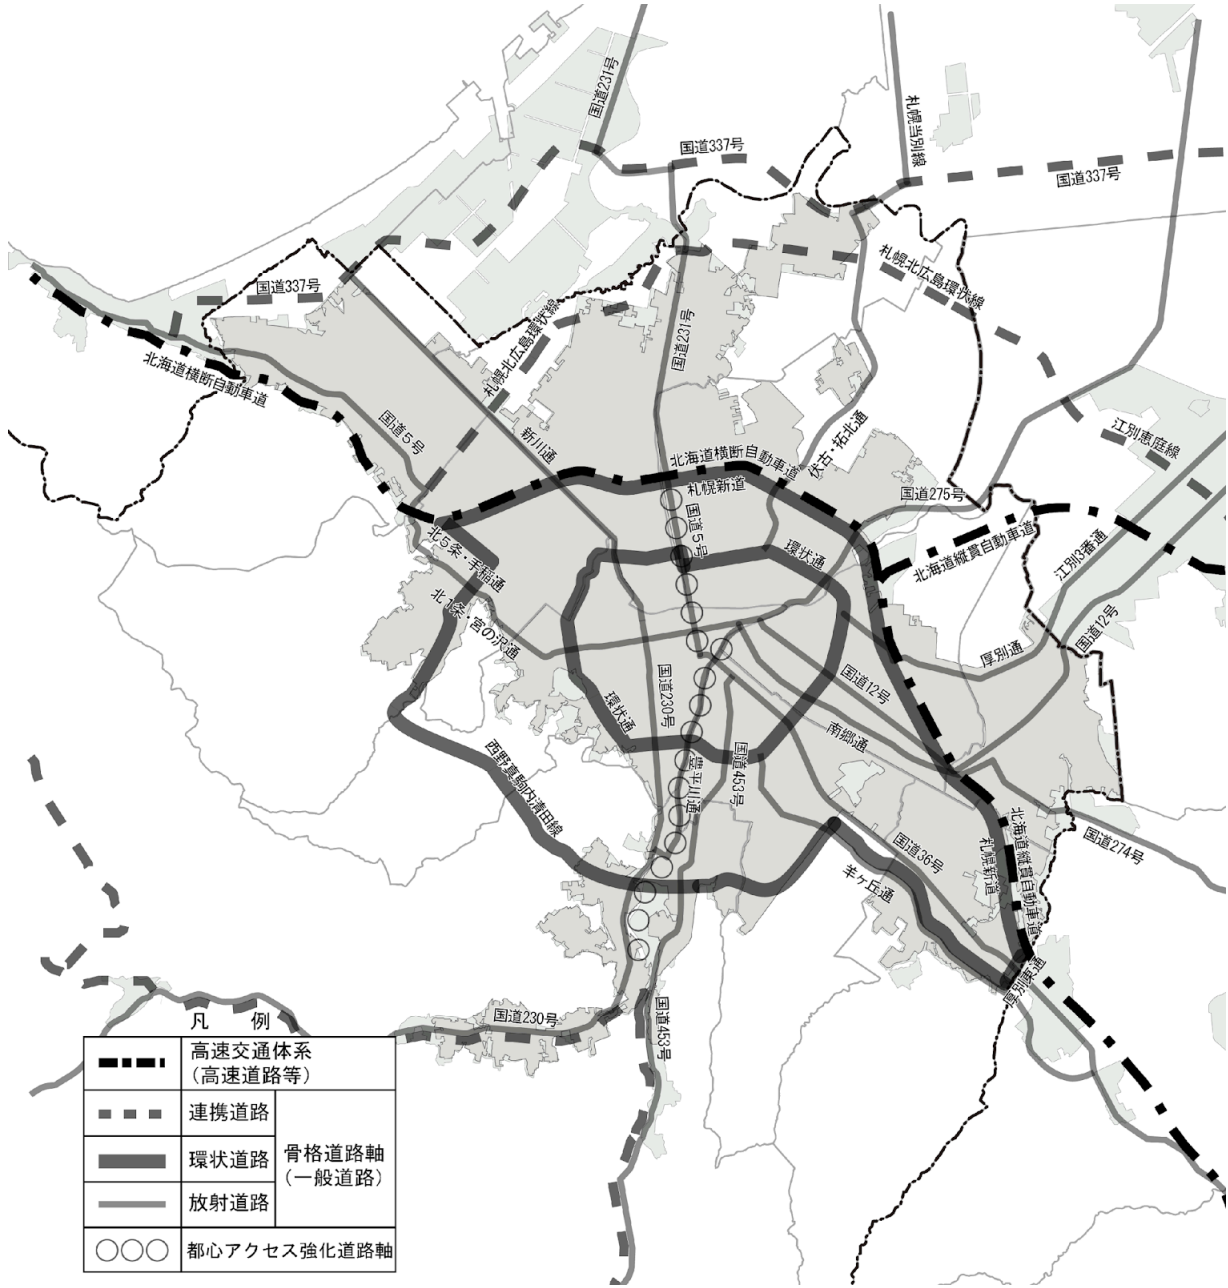 国道231号
国道337号
札幌当別線
国道337号
国道337号
札幌北広島環状線
札幌北広島環状線
国道231号
北海道横断自動車道
国道5号
新川通
伏古・拓北通
江別恵庭線
北海道横断自動車道
札幌新道
国道275号
国道5号
環状通
北海道縦貫自動車道
江別3番通
北5条・手稲通
北1条・宮の沢通
国道12号
厚別通
国道230号
国道12号
環状通
南郷通
国道453号
豊平川通
西野真駒内清田線
国道36号
羊ヶ丘通
札幌新道
北海道縦貫自動車道
国道274号
厚別東通
国道230号
国道453号
凡 例
高速交通体系
(高速道路等)
連携道路
環状道路
放射道路
骨格道路軸
(一般道路)
都心アクセス強化道路軸